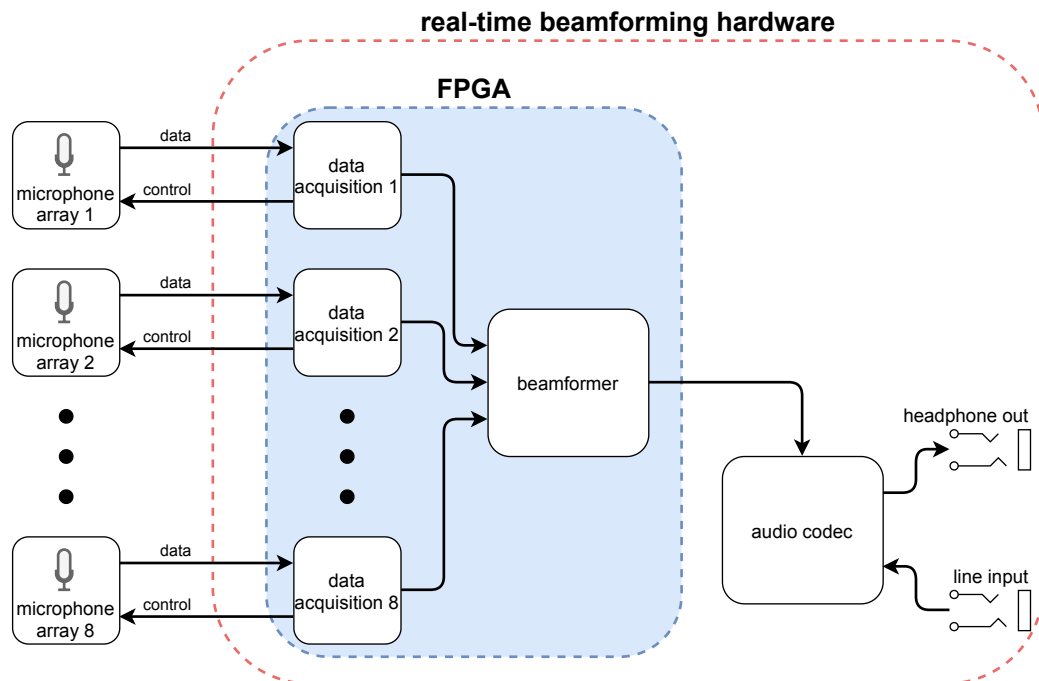 real-time beamforming hardware
FPGA
microphone
array 1
data
control
data
acquisition 1
microphone
array 2
data
control
data
acquisition 2
beamformer
headphone out
audio codec
line input
microphone
array 8
data
control
data
acquisition 8